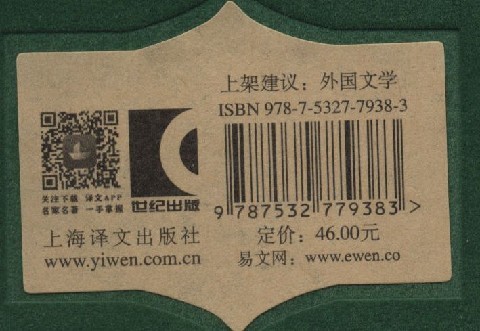 上架建议：外国文学
ISBN 978-7-5327-7938-3
关注下载 译文APP
名家名著 一手掌握
世纪出版
9 787532 779383 >
上海译文出版社
定价：46.00元
www.yiwen.com.cn
易文网：www.ewen.co